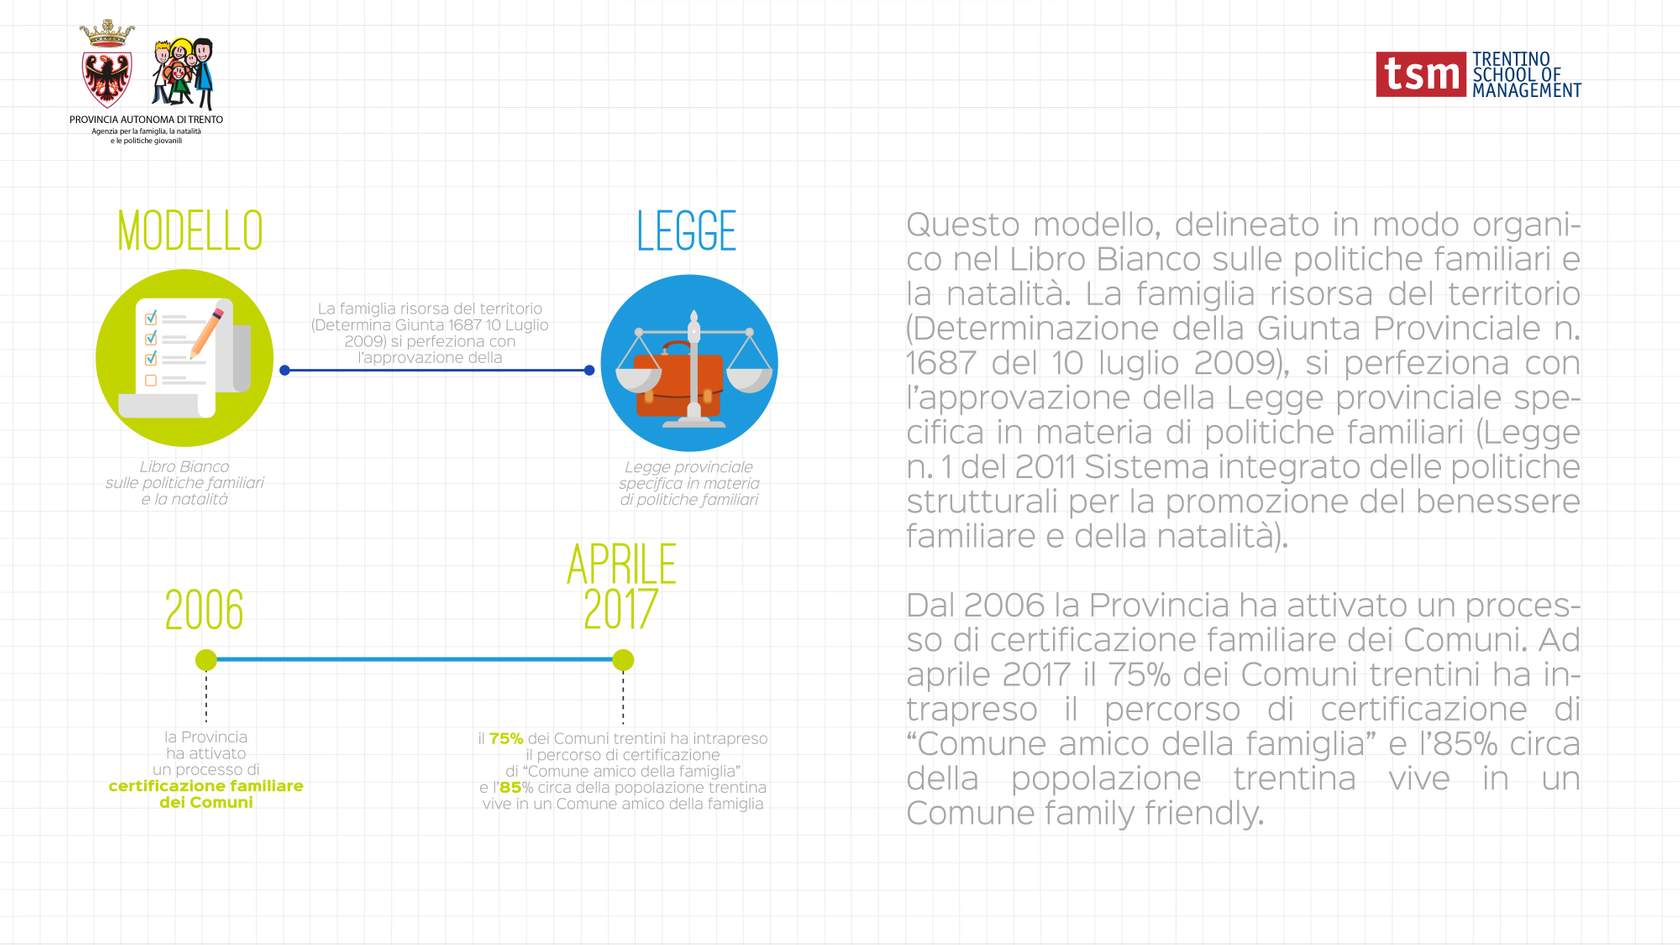 PROVINCIA AUTONOMA DI TRENTO
Agenzia per la famiglia, la natalità
e le politiche giovanili
tsm
TRENTINO
SCHOOL OF
MANAGEMENT
MODELLO
LEGGE
La famiglia risorsa del territorio
(Determina Giunta 1687 10 Luglio
2009) si perfeziona con
l'approvazione della
Libro Bianco
sulle politiche familiari
e la natalità
Legge provinciale
specifica in materia
di politiche familiari
2006
APRILE
2017
la Provincia
ha attivato
un processo di
certificazione familiare
dei Comuni
il 75% dei Comuni trentini ha intrapreso
il percorso di certificazione
di “Comune amico della famiglia”
e l'85% circa della popolazione trentina
vive in un Comune amico della famiglia
Questo modello, delineato in modo organi-
co nel Libro Bianco sulle politiche familiari e
la natalità. La famiglia risorsa del territorio
(Determinazione della Giunta Provinciale n.
1687 del 10 luglio 2009), si perfeziona con
l’approvazione della Legge provinciale spe-
cifica in materia di politiche familiari (Legge
n. 1 del 2011 Sistema integrato delle politiche
strutturali per la promozione del benessere
familiare e della natalità).
Dal 2006 la Provincia ha attivato un proces-
so di certificazione familiare dei Comuni. Ad
aprile 2017 il 75% dei Comuni trentini ha in-
trapreso il percorso di certificazione di
“Comune amico della famiglia” e l’85% circa
della popolazione trentina vive in un
Comune family friendly.